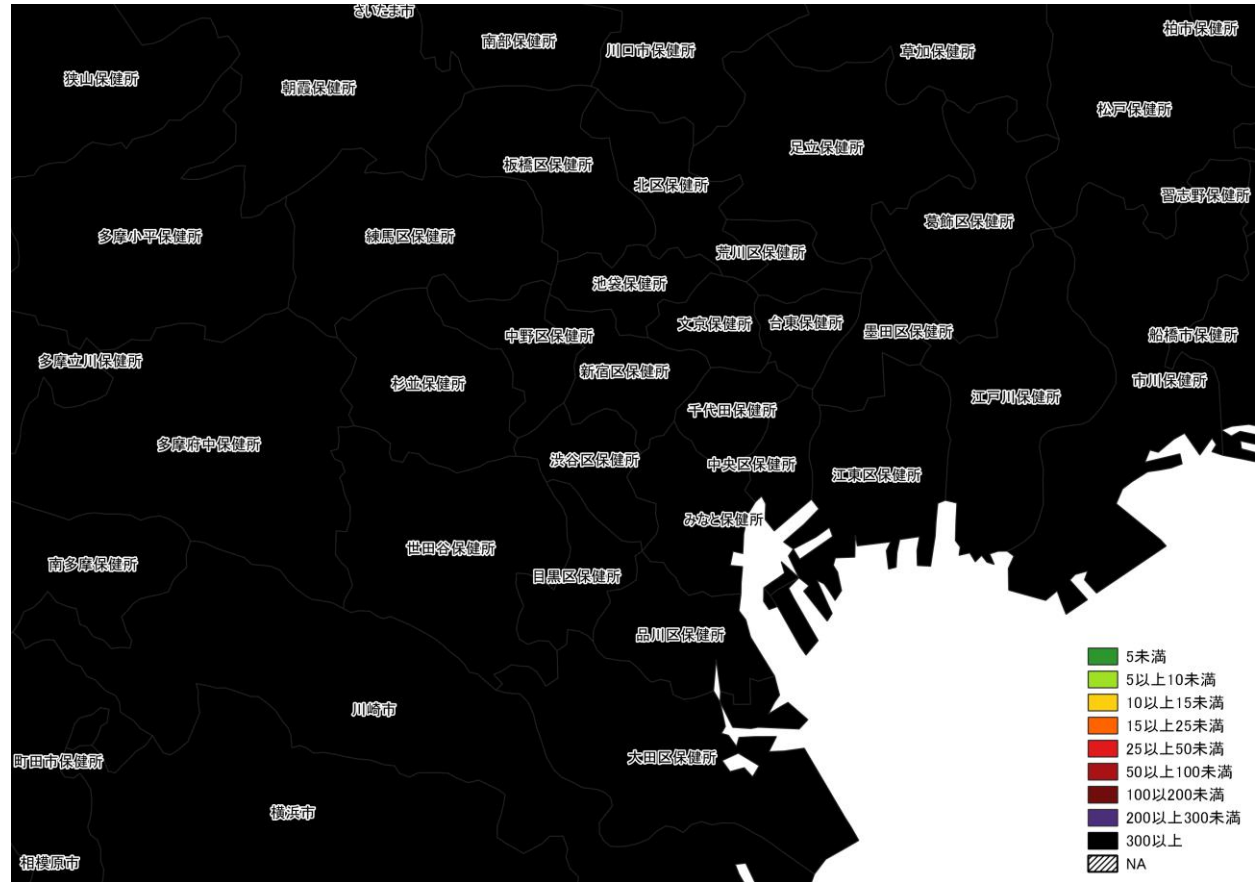 さいたま市
南部保健所
川口市保健所
草加保健所
柏市保健所
狭山保健所
朝霞保健所
松戸保健所
板橋区保健所
足立保健所
北区保健所
習志野保健所
多摩小平保健所
練馬区保健所
葛飾区保健所
荒川区保健所
池袋保健所
文京保健所
台東保健所
中野区保健所
墨田区保健所
船橋市保健所
多摩立川保健所
杉並保健所
新宿区保健所
市川保健所
江戸川保健所
千代田保健所
多摩府中保健所
渋谷区保健所
中央区保健所
江東区保健所
みなと保健所
南多摩保健所
世田谷保健所
目黒区保健所
品川区保健所
川崎市
大田区保健所
町田市保健所
横浜市
相模原市
5未満
5以上10未満
10以上15未満
15以上25未満
25以上50未満
50以上100未満
100以200未満
200以上300未満
300以上
NA